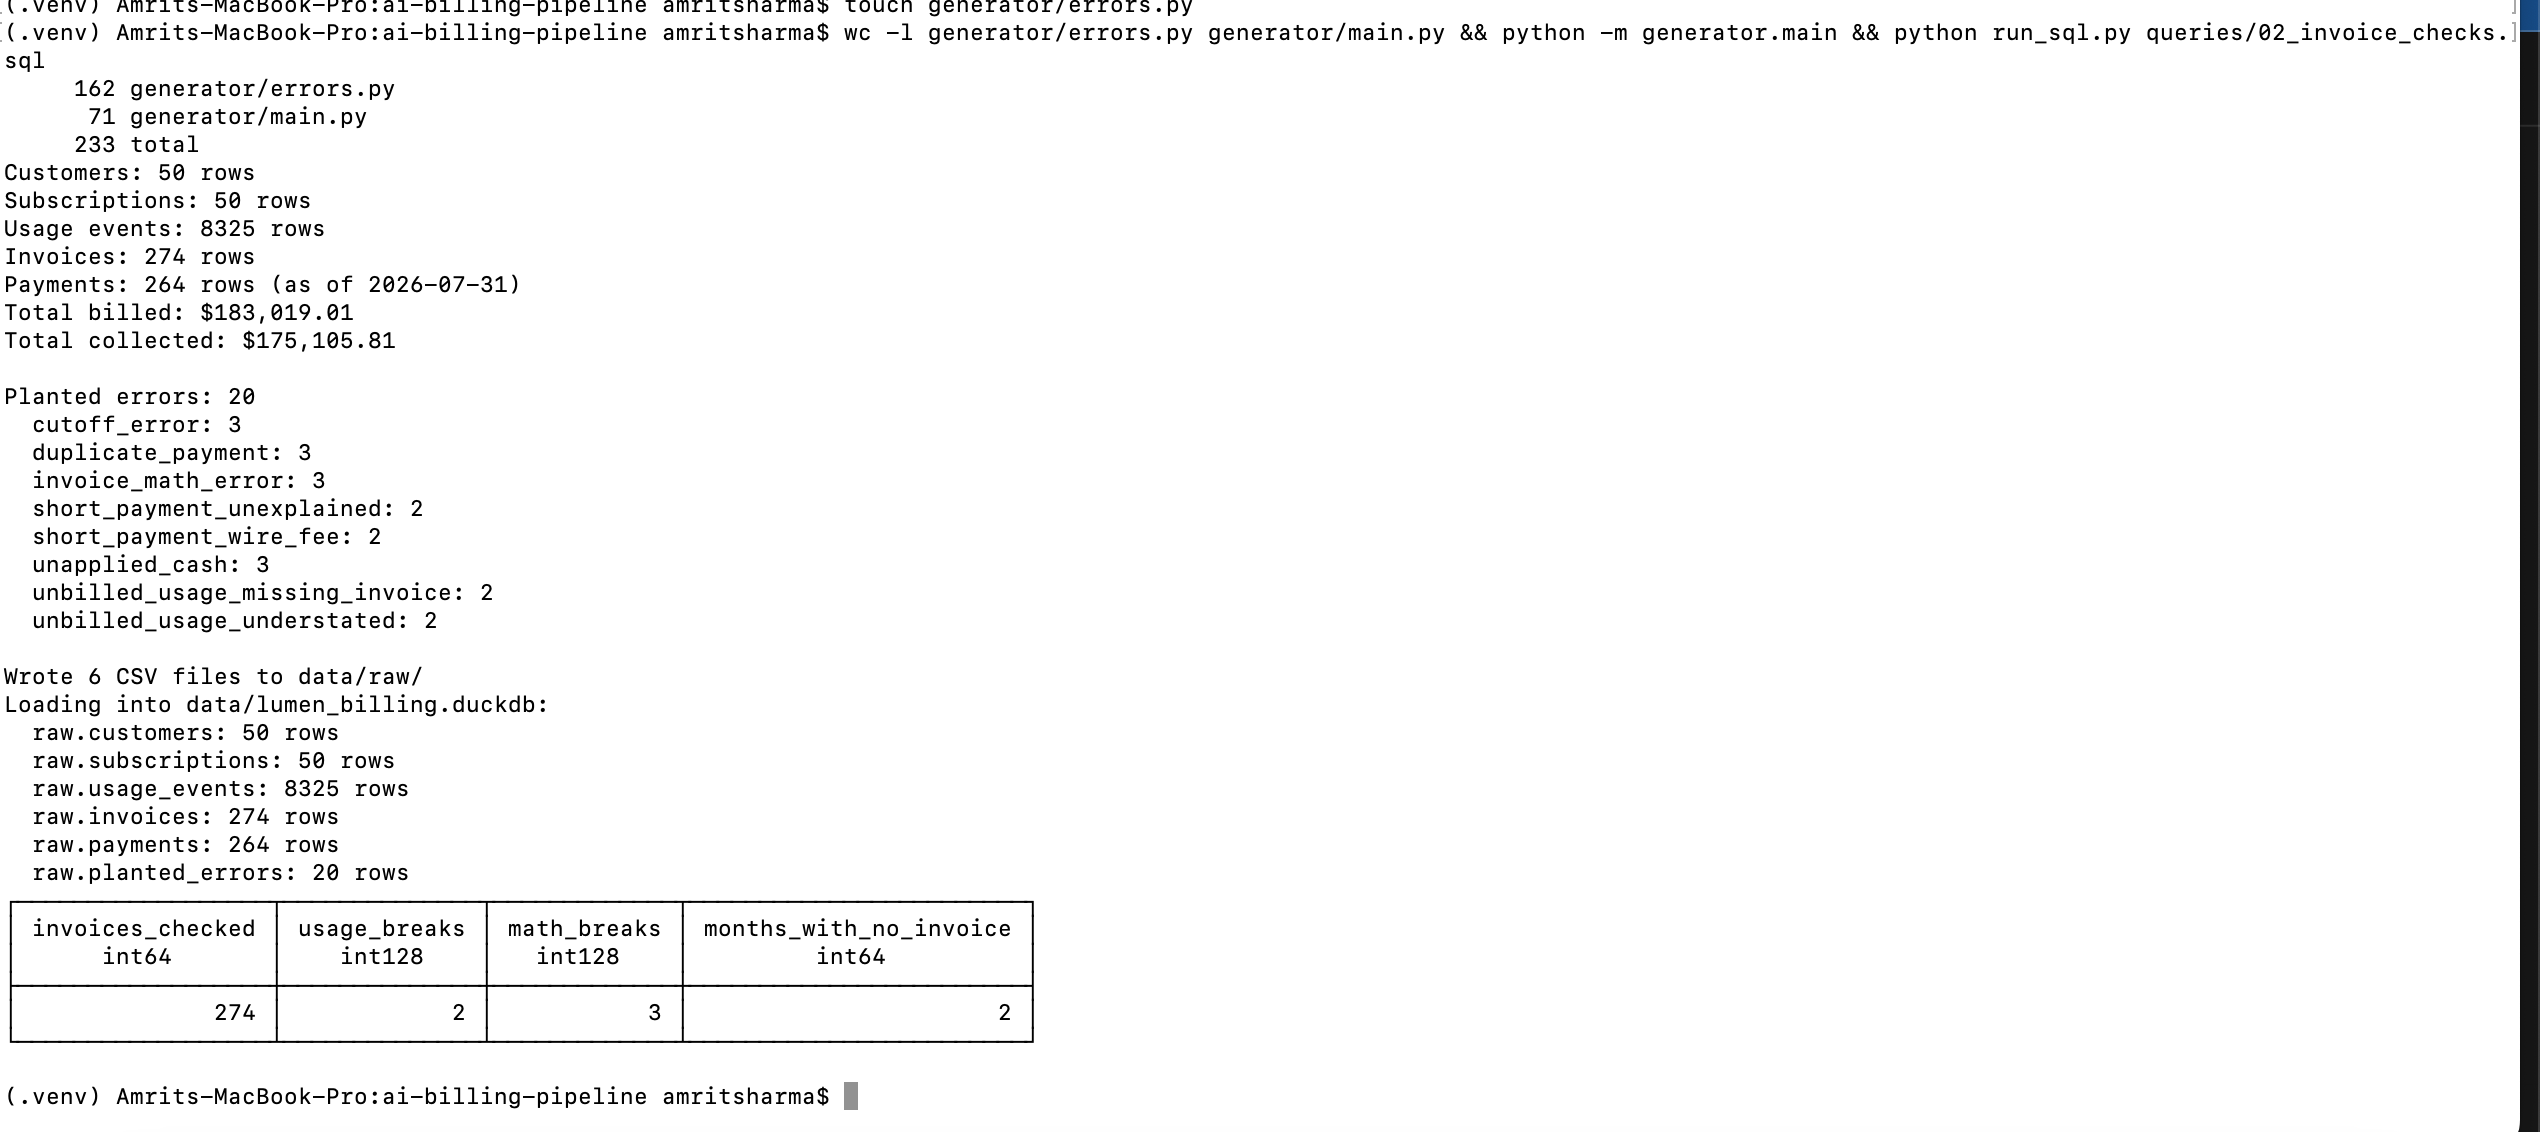 (.venv) Amrits-MacBook-Pro:ai-billing-pipeline amritsharma$ touch generator/errors.py
(.venv) Amrits-MacBook-Pro:ai-billing-pipeline amritsharma$ wc -l generator/errors.py generator/main.py && python -m generator.main && python run_sql.py queries/02_invoice_checks.
sql
     162 generator/errors.py
      71 generator/main.py
     233 total
Customers: 50 rows
Subscriptions: 50 rows
Usage events: 8325 rows
Invoices: 274 rows
Payments: 264 rows (as of 2026-07-31)
Total billed: $183,019.01
Total collected: $175,105.81

Planted errors: 20
  cutoff_error: 3
  duplicate_payment: 3
  invoice_math_error: 3
  short_payment_unexplained: 2
  short_payment_wire_fee: 2
  unapplied_cash: 3
  unbilled_usage_missing_invoice: 2
  unbilled_usage_understated: 2

Wrote 6 CSV files to data/raw/
Loading into data/lumen_billing.duckdb:
  raw.customers: 50 rows
  raw.subscriptions: 50 rows
  raw.usage_events: 8325 rows
  raw.invoices: 274 rows
  raw.payments: 264 rows
  raw.planted_errors: 20 rows
invoices_checked usage_breaks math_breaks months_with_no_invoice
int64 int128 int128 int64
274 2 3 2
(.venv) Amrits-MacBook-Pro:ai-billing-pipeline amritsharma$